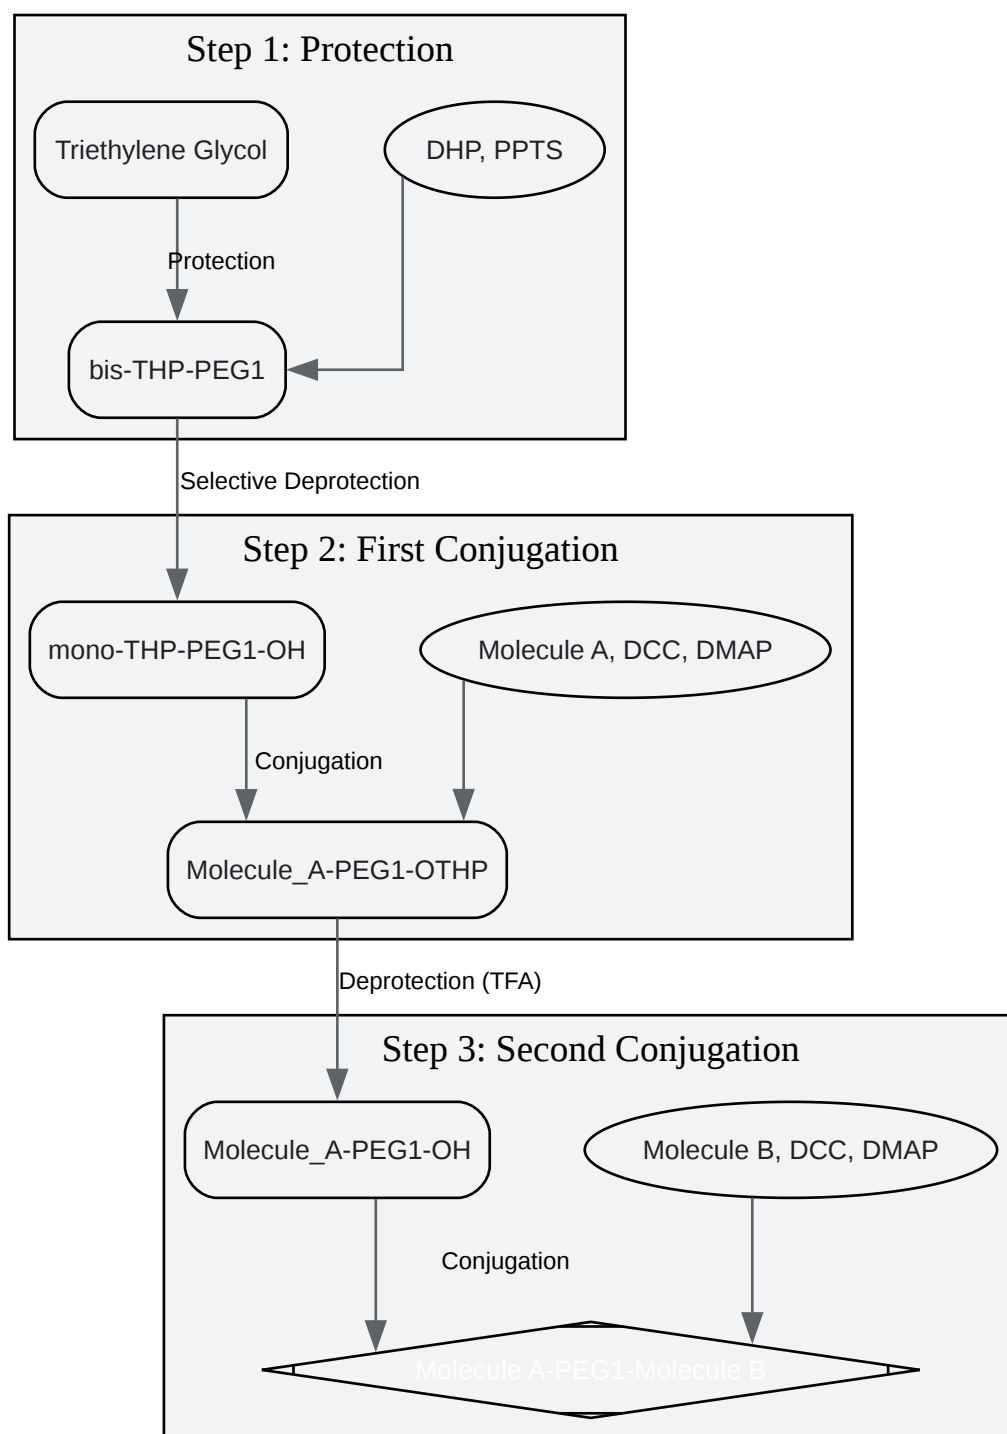 Step 1: Protection
Triethylene Glycol
DHP, PPTS
Protection
bis-THP-PEG1
Selective Deprotection
Step 2: First Conjugation
mono-THP-PEG1-OH
Molecule A, DCC, DMAP
Conjugation
Molecule_A-PEG1-OTHP
Deprotection (TFA)
Step 3: Second Conjugation
Molecule_A-PEG1-OH
Molecule B, DCC, DMAP
Conjugation
Molecule A-PEG1-Molecule B